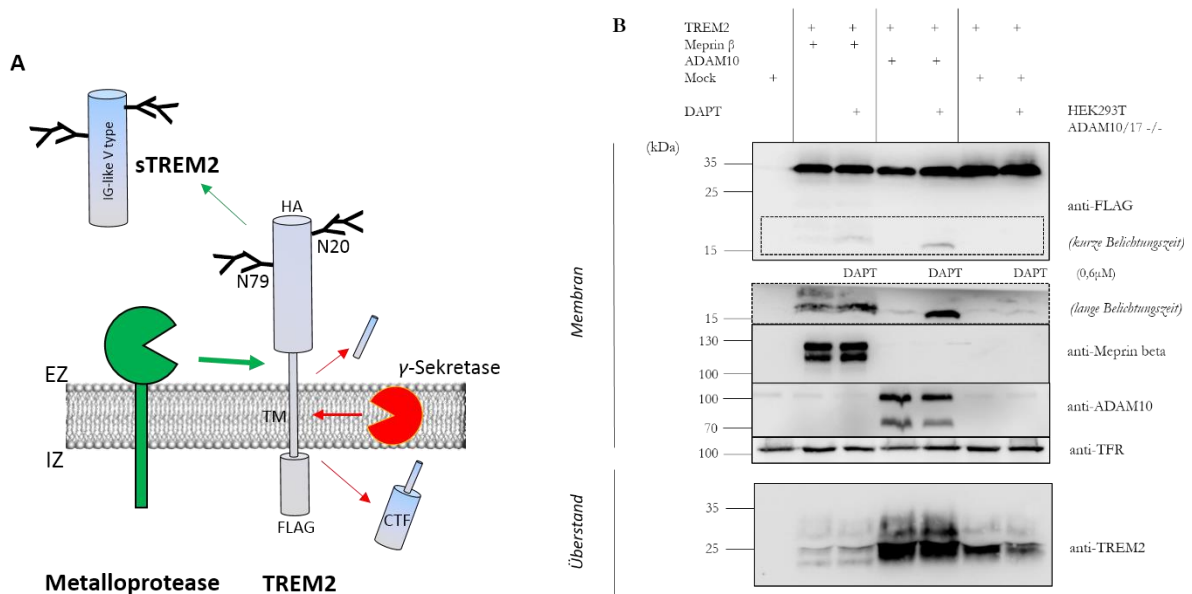 A
IG-like V type
sTREM2
HA
N20
N79
γ-Sekretase
EZ
TM
IZ
CTF
FLAG
Metalloprotease
TREM2
B
TREM2 + + + + + +
Meprin β + +
ADAM10 + +
Mock + + +
DAPT + + +
HEK293T
ADAM10/17 -/-
(kDa)
35
25
15
anti-FLAG
(kurze Belichtungszeit)
DAPT DAPT DAPT (0,6µM)
15
(lange Belichtungszeit)
130
100
anti-Meprin beta
100
70
anti-ADAM10
100
anti-TFR
Membran
35
25
anti-TREM2
Überstand